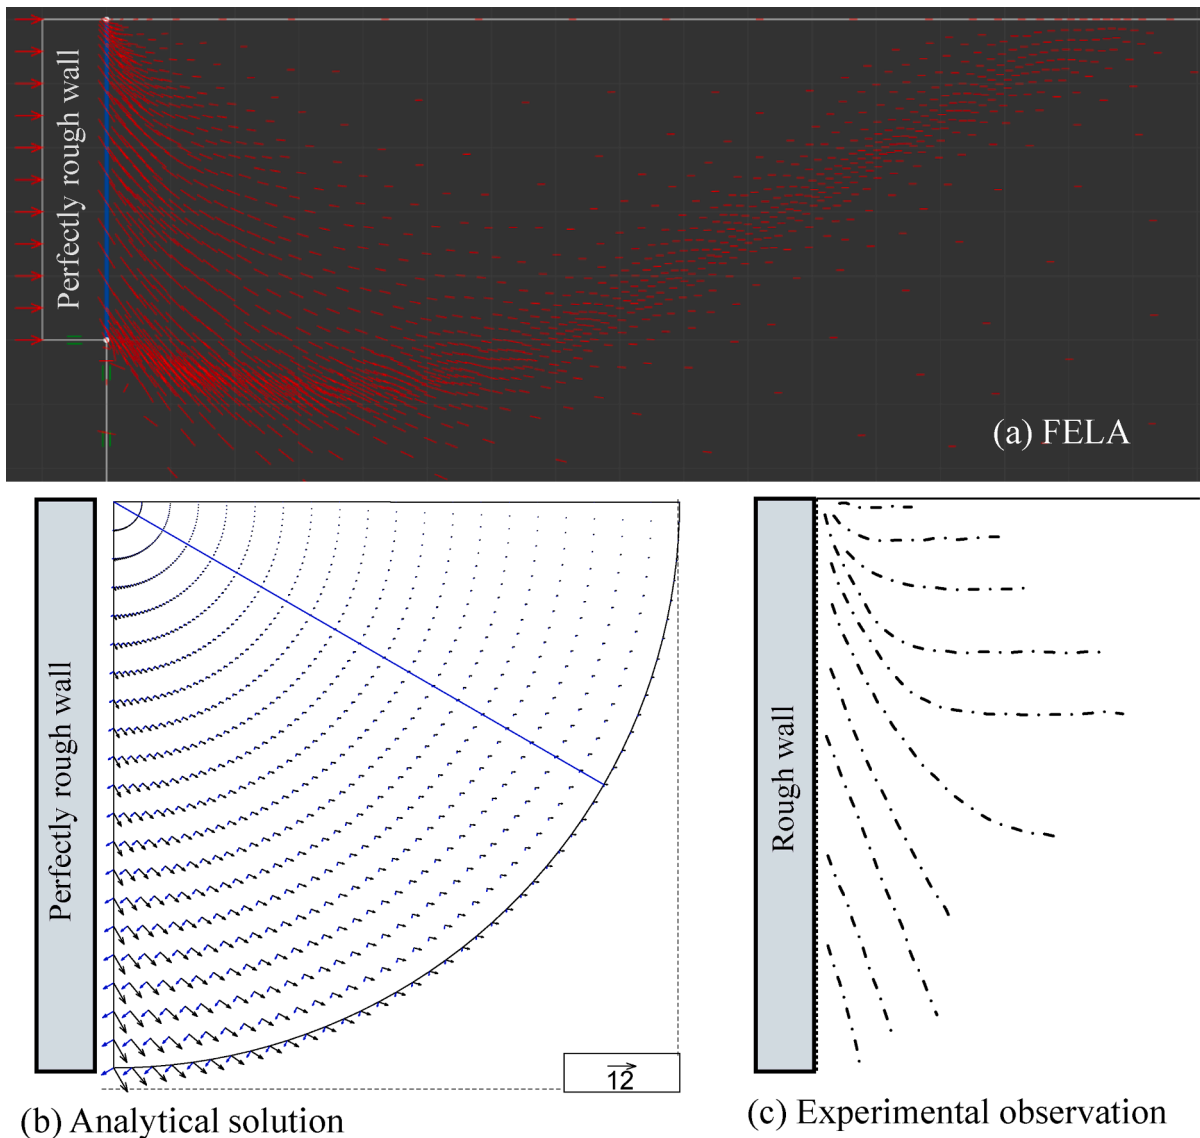 Perfectly rough wall
(a) FELA
Perfectly rough wall
12
(b) Analytical solution
Rough wall
(c) Experimental observation